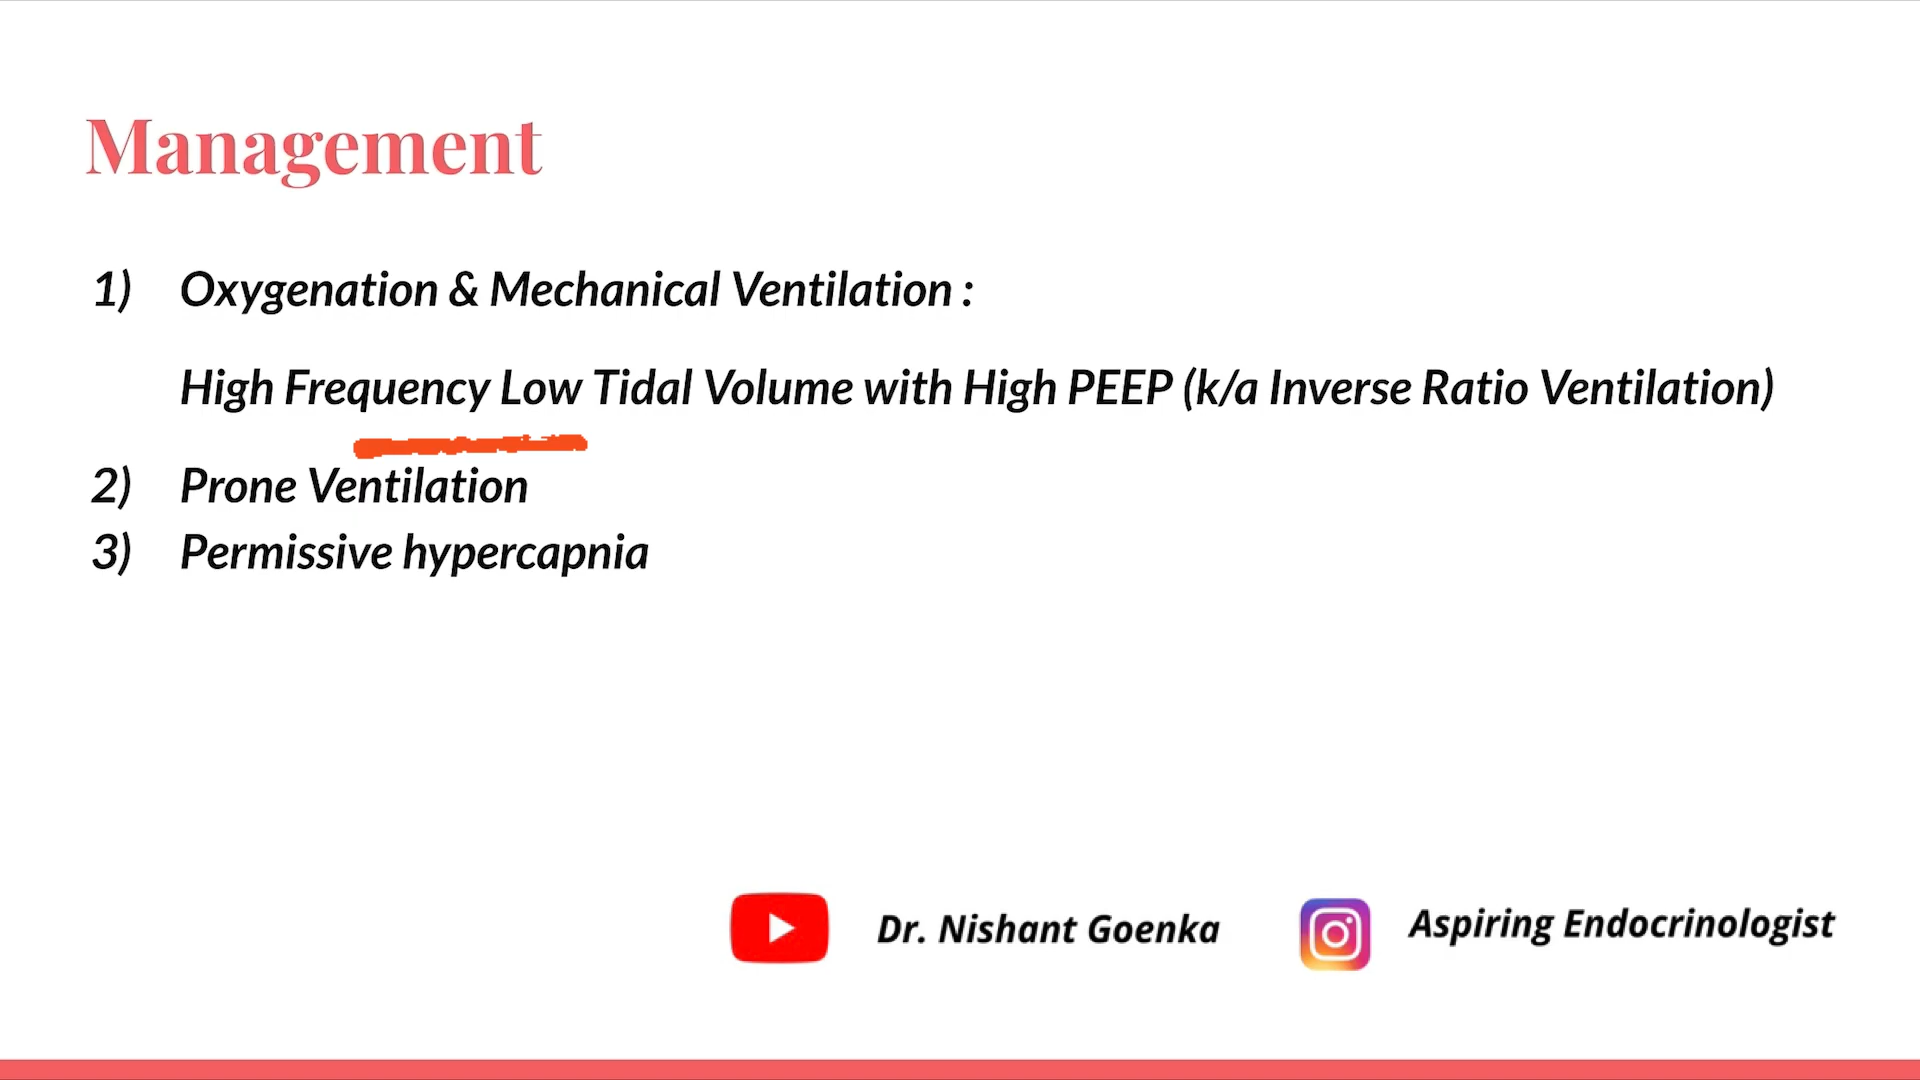 Management
1) Oxygenation & Mechanical Ventilation :
High Frequency Low Tidal Volume with High PEEP (k/a Inverse Ratio Ventilation)
2) Prone Ventilation
3) Permissive hypercapnia
Dr. Nishant Goenka
Aspiring Endocrinologist